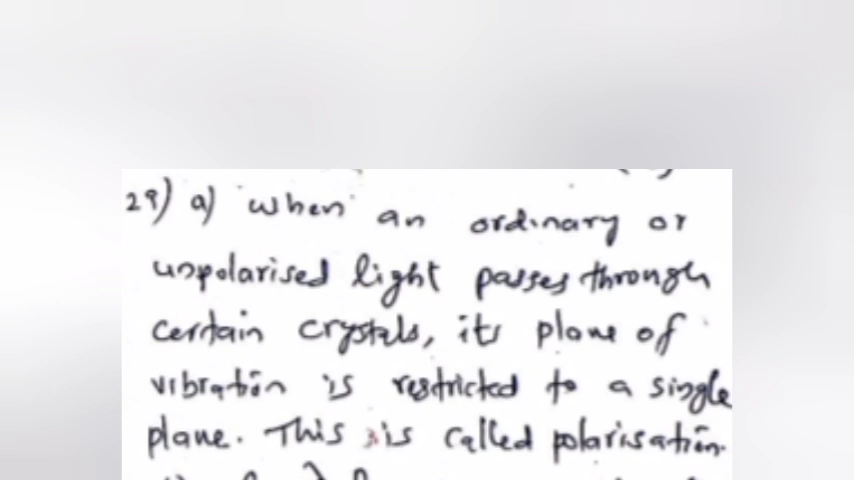 29) a) when an ordinary or
unpolarised light passes through
certain crystals, its plane of
vibration is restricted to a single
plane. This is called polarisation.